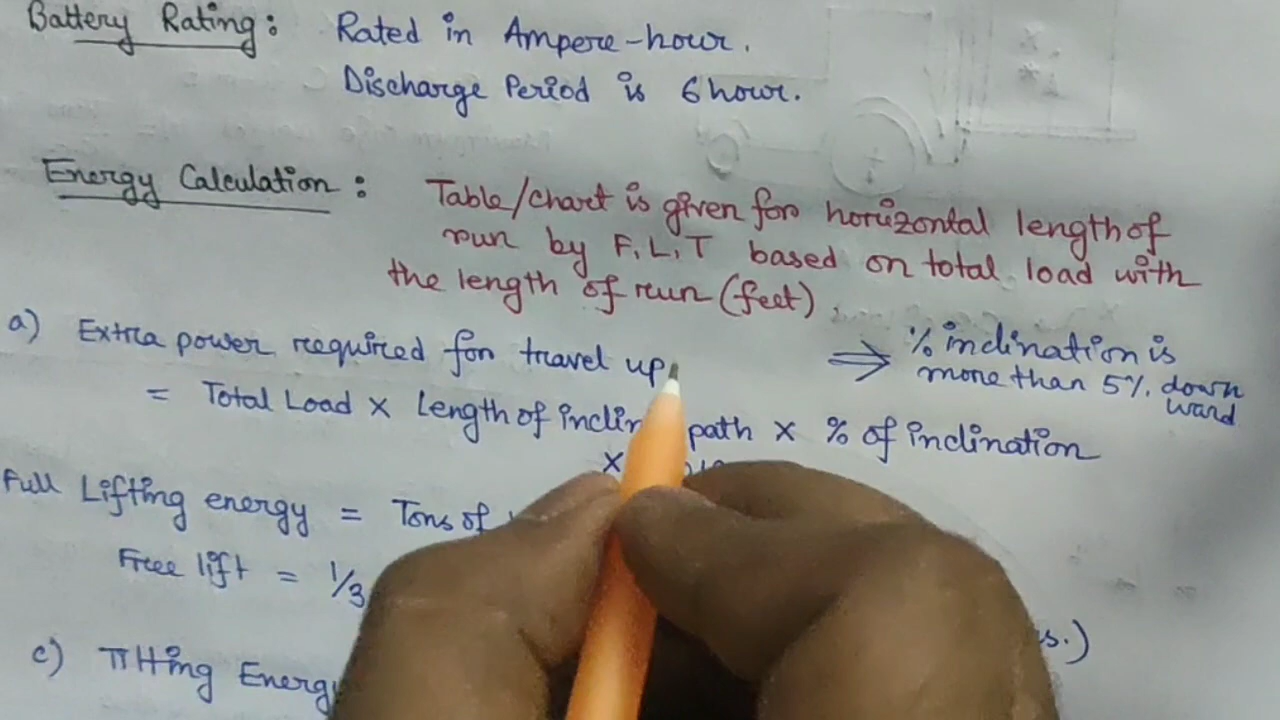 Battery Rating: Rated in Ampere-hour.
Discharge Period is 6 hour.
Energy Calculation: Table/chart is given for horizontal length of
run by F.L.T based on total load with
the length of run (feet).
a) Extra power required for travel up
⇒ % inclination is
more than 5% down
ward
= Total Load × Length of inclin path × % of inclination
×
Full Lifting energy = Tons of
Free lift = 1/3
s.)
c) Tilting Energy